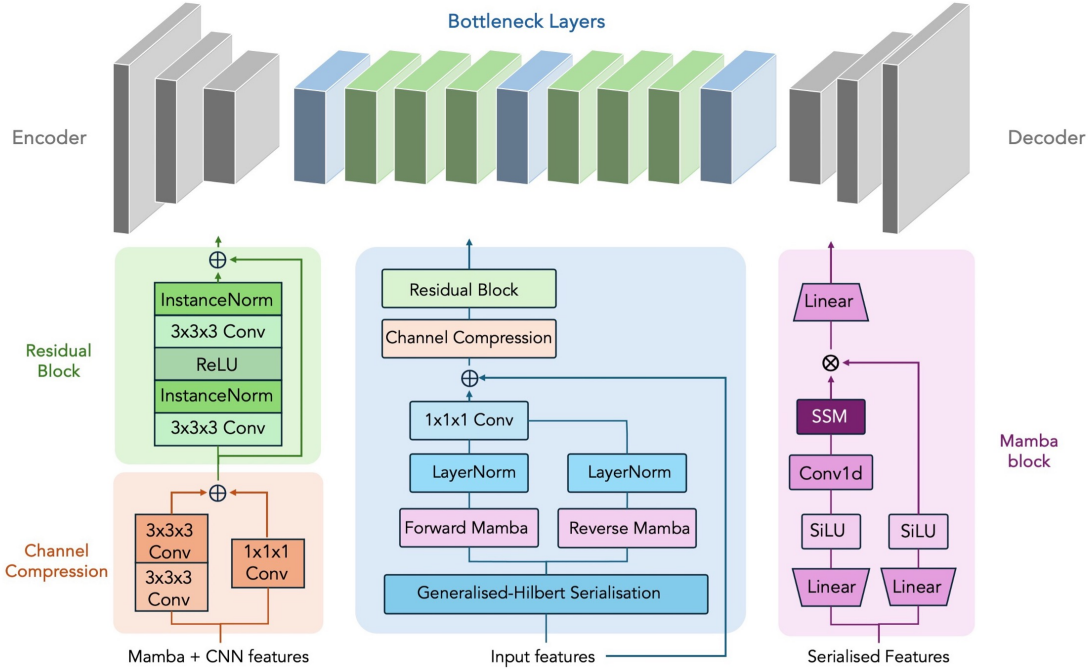 Bottleneck Layers
Encoder
Decoder
Residual
Block
InstanceNorm
3x3x3 Conv
ReLU
InstanceNorm
3x3x3 Conv
Channel
Compression
3x3x3
Conv
3x3x3
Conv
1x1x1
Conv
Mamba + CNN features
Residual Block
Channel Compression
1x1x1 Conv
LayerNorm
LayerNorm
Forward Mamba
Reverse Mamba
Generalised-Hilbert Serialisation
Input features
Linear
SSM
Conv1d
SiLU
SiLU
Linear
Linear
Mamba
block
Serialised Features